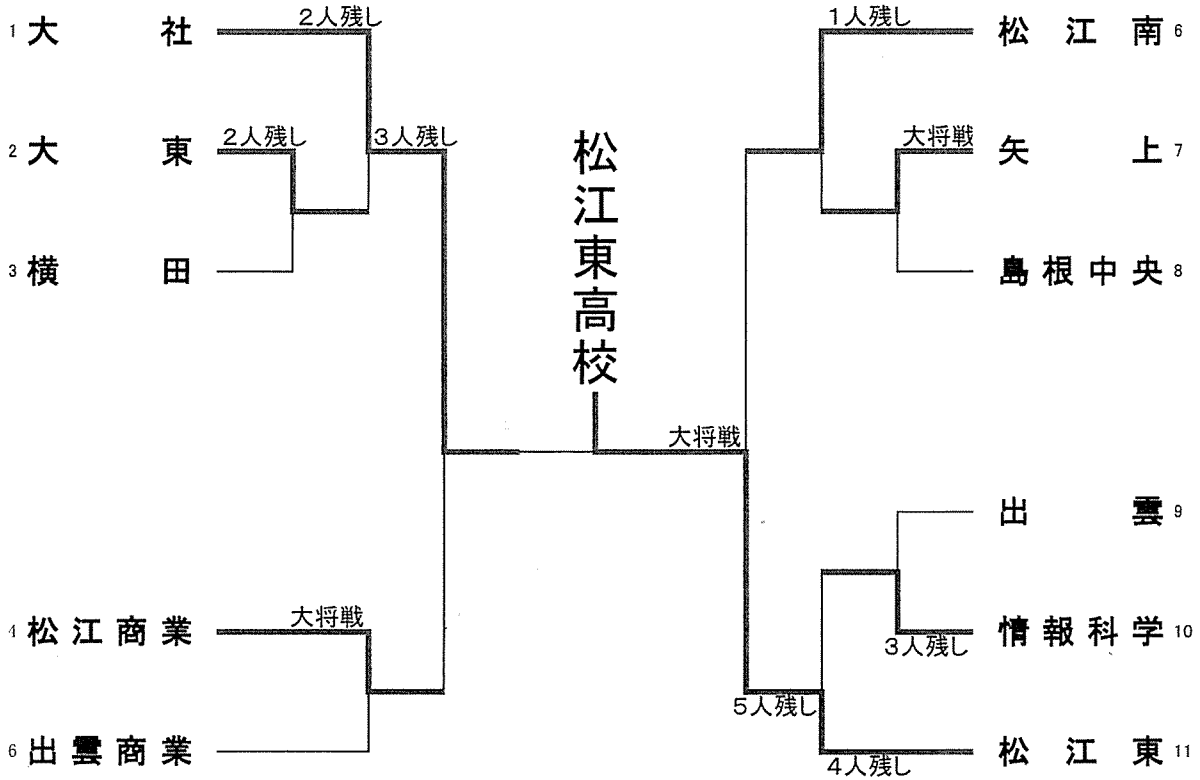 2人残し
1 大社
2人残し
2 大東
3人残し
3 横田
大将戦
4 松江商業
6 出雲商業
松江東高校
大将戦
1人残し
松江南 6
大将戦
矢上 7
島根中央 8
出雲 9
情報科学 10
3人残し
5人残し
松江東 11
4人残し